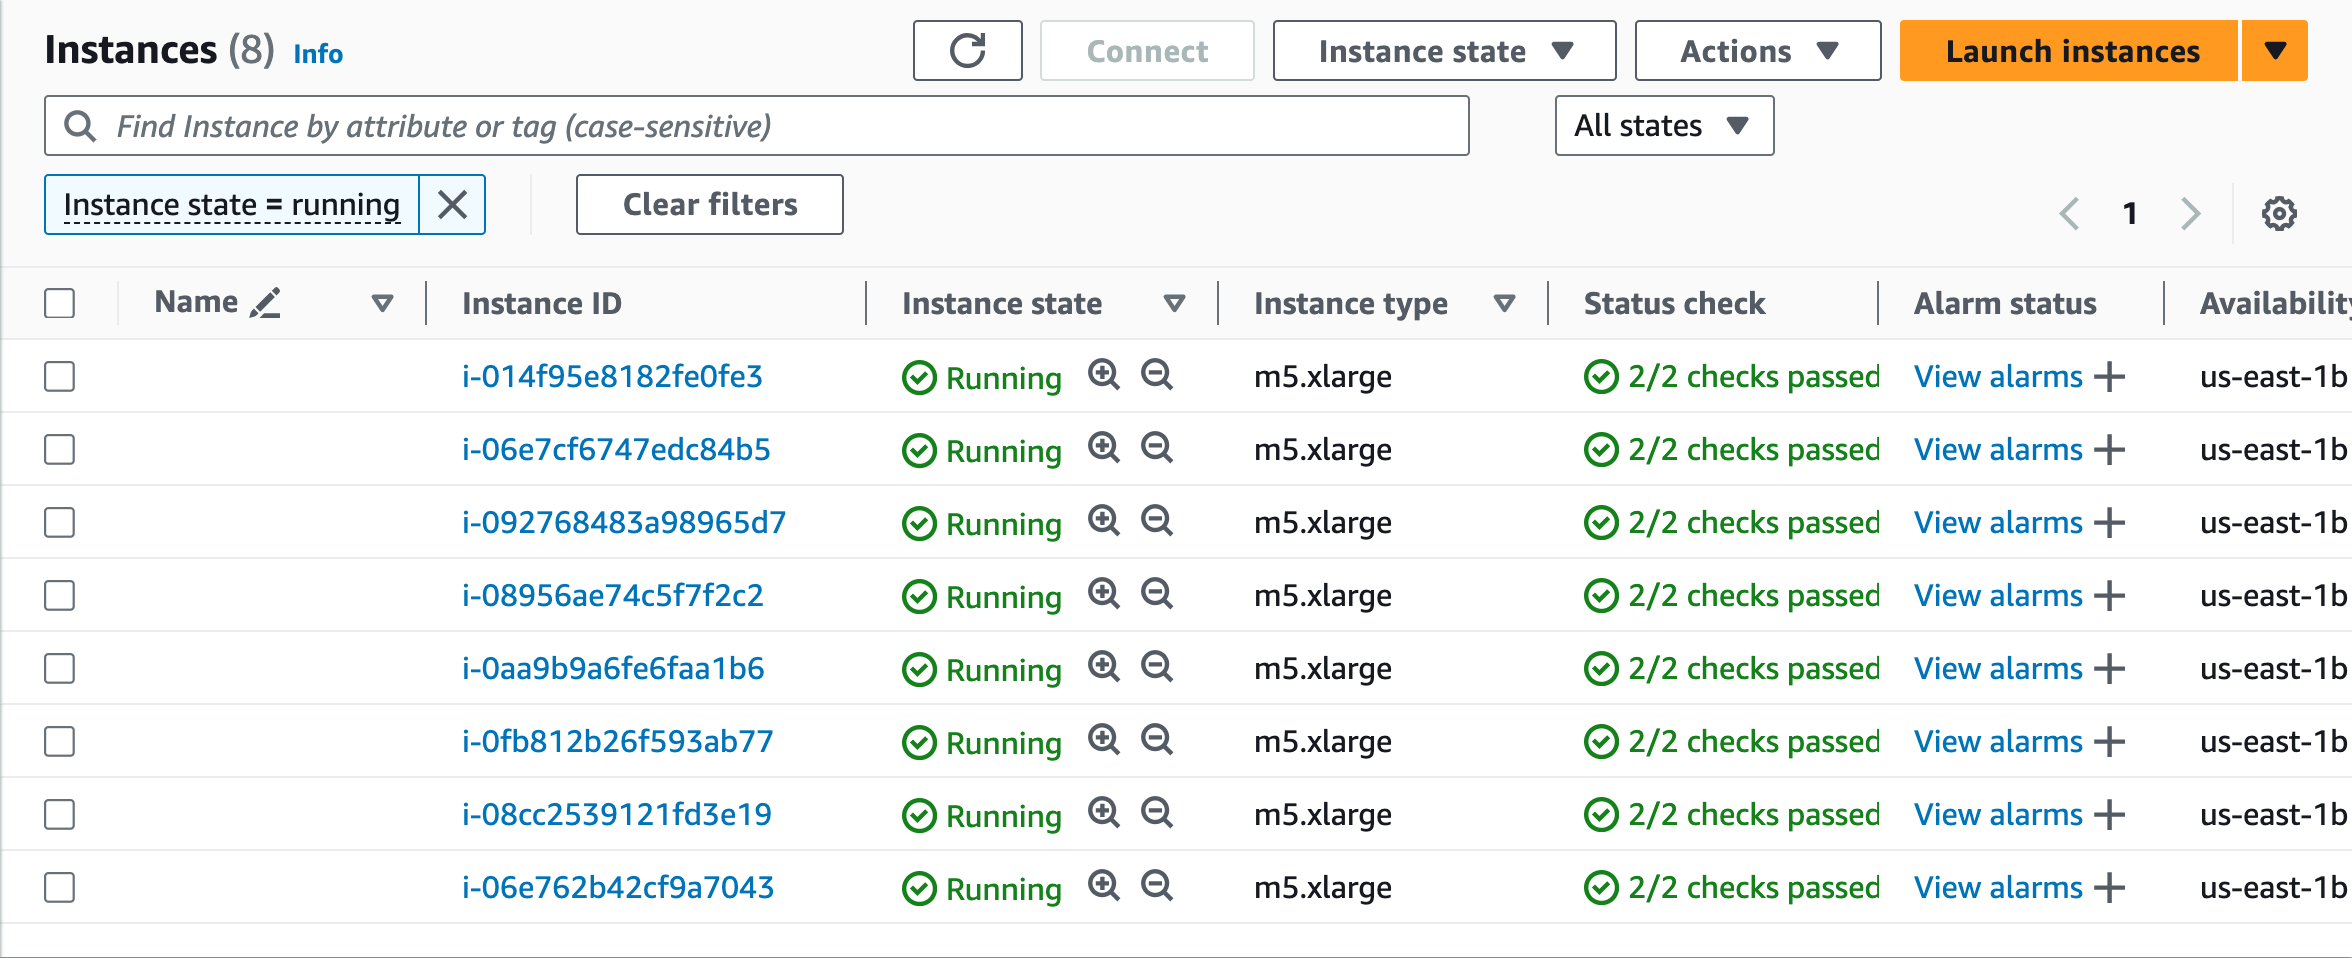 Instances (8) Info Connect Instance state Actions Launch instances
Find Instance by attribute or tag (case-sensitive) All states
Instance state = running Clear filters 1
Name Instance ID Instance state Instance type Status check Alarm status Availability
i-014f95e8182fe0fe3 Running m5.xlarge 2/2 checks passed View alarms us-east-1b
i-06e7cf6747edc84b5 Running m5.xlarge 2/2 checks passed View alarms us-east-1b
i-092768483a98965d7 Running m5.xlarge 2/2 checks passed View alarms us-east-1b
i-08956ae74c5f7f2c2 Running m5.xlarge 2/2 checks passed View alarms us-east-1b
i-0aa9b9a6fe6faa1b6 Running m5.xlarge 2/2 checks passed View alarms us-east-1b
i-0fb812b26f593ab77 Running m5.xlarge 2/2 checks passed View alarms us-east-1b
i-08cc2539121fd3e19 Running m5.xlarge 2/2 checks passed View alarms us-east-1b
i-06e762b42cf9a7043 Running m5.xlarge 2/2 checks passed View alarms us-east-1b